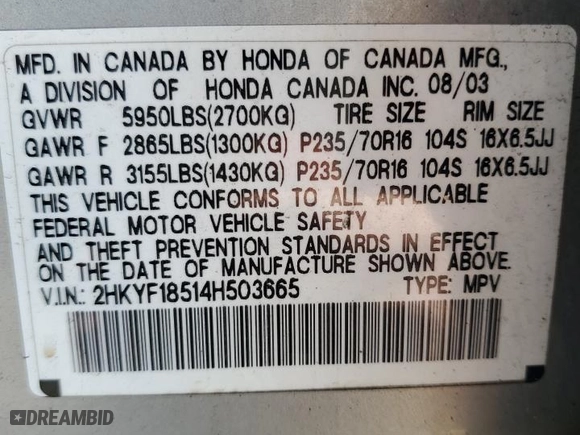 MFD. IN CANADA BY HONDA OF CANADA MFG.,
A DIVISION OF HONDA CANADA INC. 08/03
GVWR 5950LBS(2700KG) TIRE SIZE RIM SIZE
GAWR F 2865LBS(1300KG) P235/70R16 104S 16X6.5JJ
GAWR R 3155LBS(1430KG) P235/70R16 104S 16X6.5JJ
THIS VEHICLE CONFORMS TO ALL APPLICABLE
FEDERAL MOTOR VEHICLE SAFETY
AND THEFT PREVENTION STANDARDS IN EFFECT
ON THE DATE OF MANUFACTURE SHOWN ABOVE.
V.I.N.: 2HKYF18514H503665 TYPE: MPV
DREAMBID